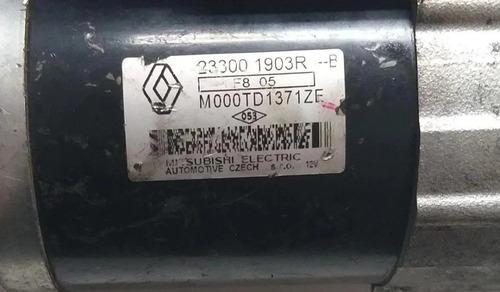 23300 1903R --B
F8 05
M000TD1371ZE
053
MITSUBISHI ELECTRIC
AUTOMOTIVE CZECH s.r.o. 12V